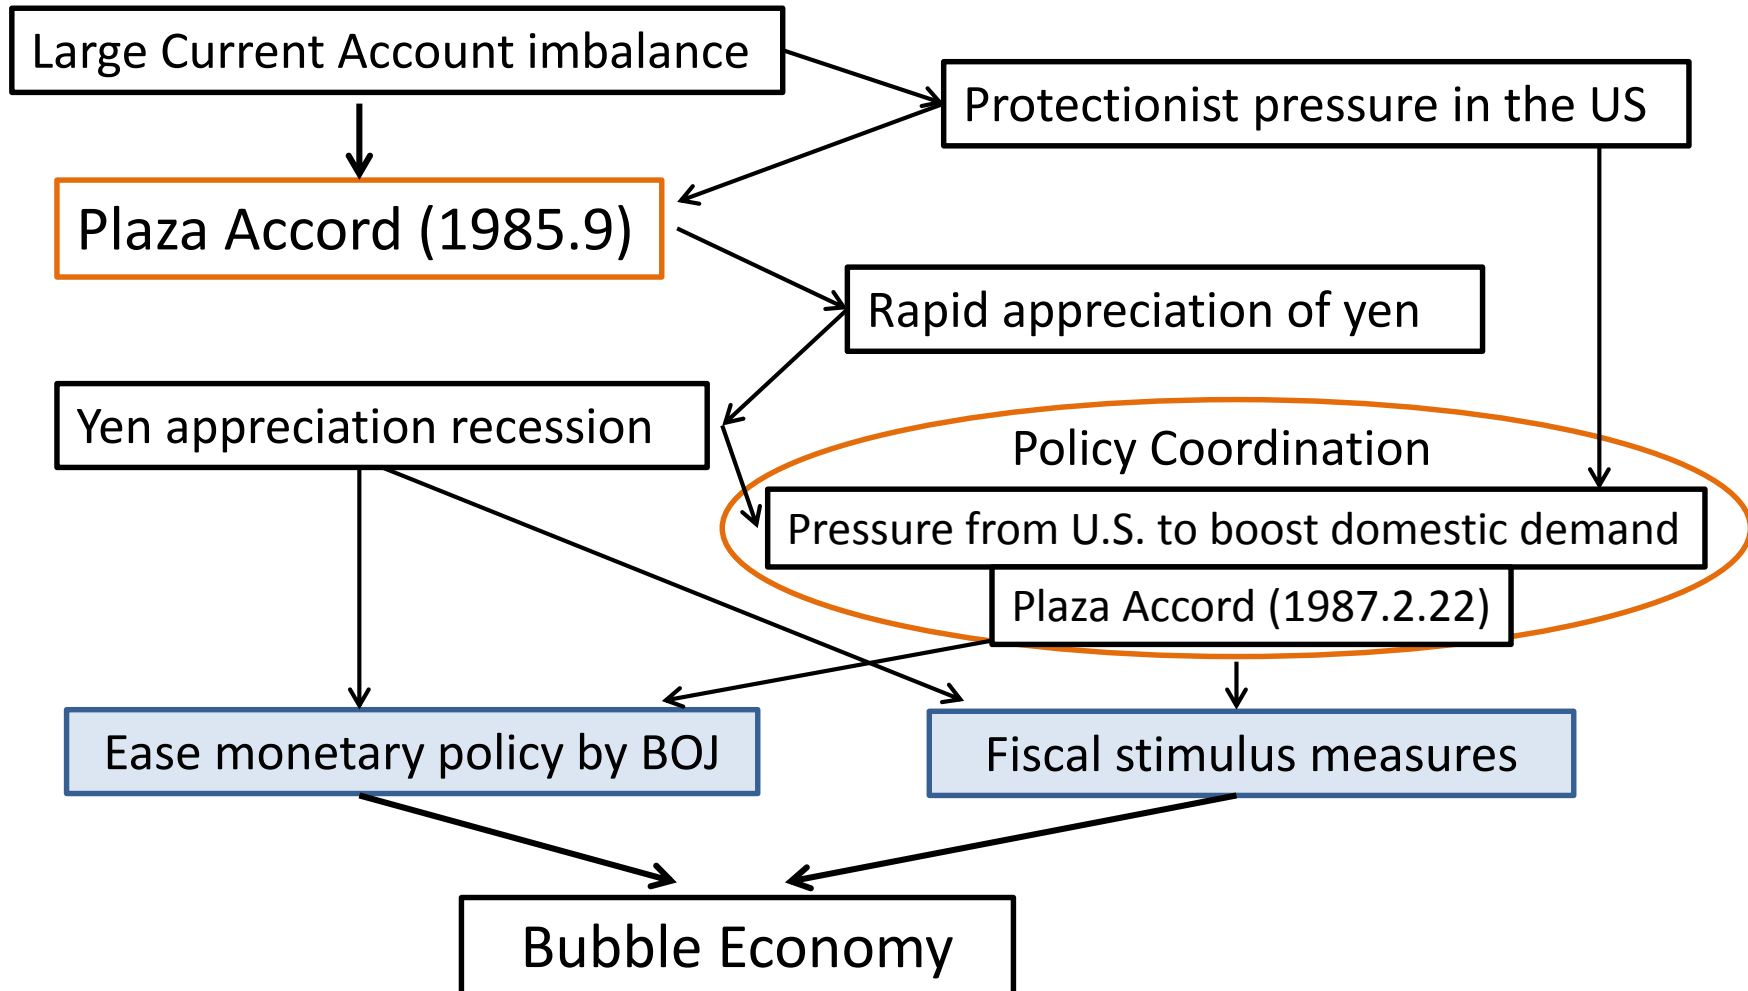 Large Current Account imbalance
Protectionist pressure in the US
Plaza Accord (1985.9)
Rapid appreciation of yen
Yen appreciation recession
Policy Coordination
Pressure from U.S. to boost domestic demand
Plaza Accord (1987.2.22)
Ease monetary policy by BOJ
Fiscal stimulus measures
Bubble Economy